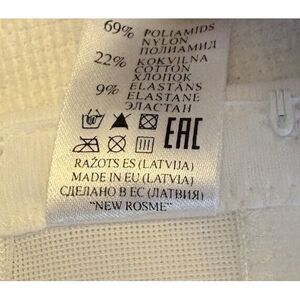 69% POLIAMIDS
NYLON
ПОЛИАМИД
22% KOKVILNA
COTTON
ХЛОПОК
9% ELASTĀNS
ELASTANE
ЭЛАСТАН
EAC
RAŽOTS ES (LATVIJA)
MADE IN EU (LATVIA)
СДЕЛАНО В ЕС (ЛАТВИЯ)
"NEW ROSME"